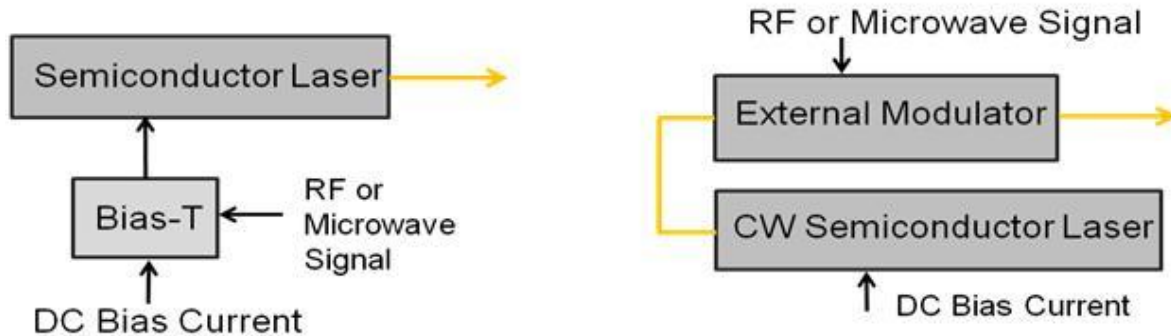 Semiconductor Laser
Bias-T
RF or
Microwave
Signal
DC Bias Current
RF or Microwave Signal
External Modulator
CW Semiconductor Laser
DC Bias Current